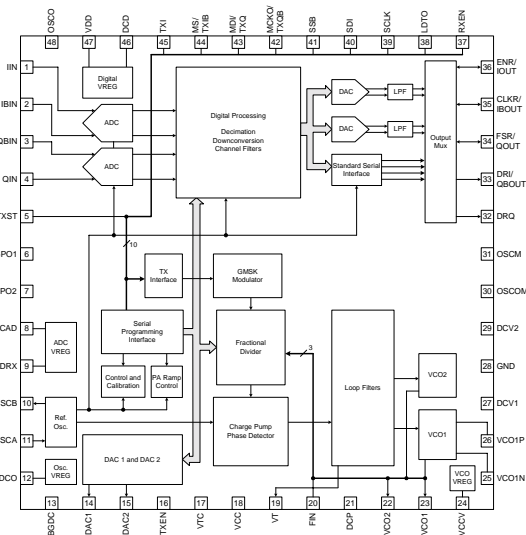 OSCO
VDD
DCD
TXI
MS/
TXIB
MDI/
TXQ
MCKO/
TXQB
SSB
SDI
SCLK
LDTO
RXEN
48
47
46
45
44
43
42
41
40
39
38
37
IIN
1
IBIN
2
QBIN
3
QIN
4
TXST
5
PO1
6
PO2
7
CAD
8
DRX
9
SCB
10
SCA
11
DCO
12
36
ENR/
IOUT
35
CLKR/
IBOUT
34
FSR/
QOUT
33
DRI/
QBOUT
32
DRQ
31
OSCM
30
OSCOM
29
DCV2
28
GND
27
DCV1
26
VCO1P
25
VCO1N
Digital
VREG
ADC
ADC
Digital Processing
Decimation
Downconversion
Channel Filters
DAC
LPF
DAC
LPF
Standard Serial
Interface
Output
Mux
10
TX
Interface
GMSK
Modulator
Serial
Programming
Interface
Fractional
Divider
3
Loop Filters
ADC
VREG
Control and
Calibration
PA Ramp
Control
VCO2
Ref.
Osc.
Charge Pump
Phase Detector
VCO1
DAC 1 and DAC 2
Osc.
VREG
VCO
VREG
13
14
15
16
17
18
19
20
21
22
23
24
BGDC
DAC1
DAC2
TXEN
VTC
VCC
VT
FIN
DCP
VCO2
VCO1
VCCV